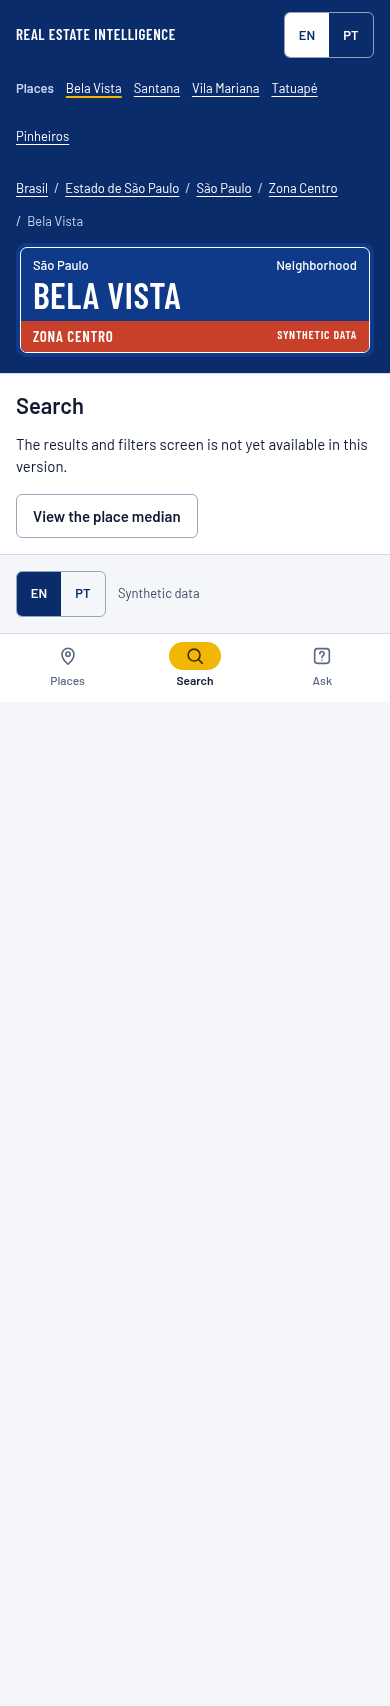 REAL ESTATE INTELLIGENCE
EN PT
Places Bela Vista Santana Vila Mariana Tatuapé
Pinheiros
Brasil / Estado de São Paulo / São Paulo / Zona Centro
/ Bela Vista
São Paulo Neighborhood
BELA VISTA
ZONA CENTRO SYNTHETIC DATA
Search
The results and filters screen is not yet available in this
version.
View the place median
EN PT Synthetic data
Places Search Ask